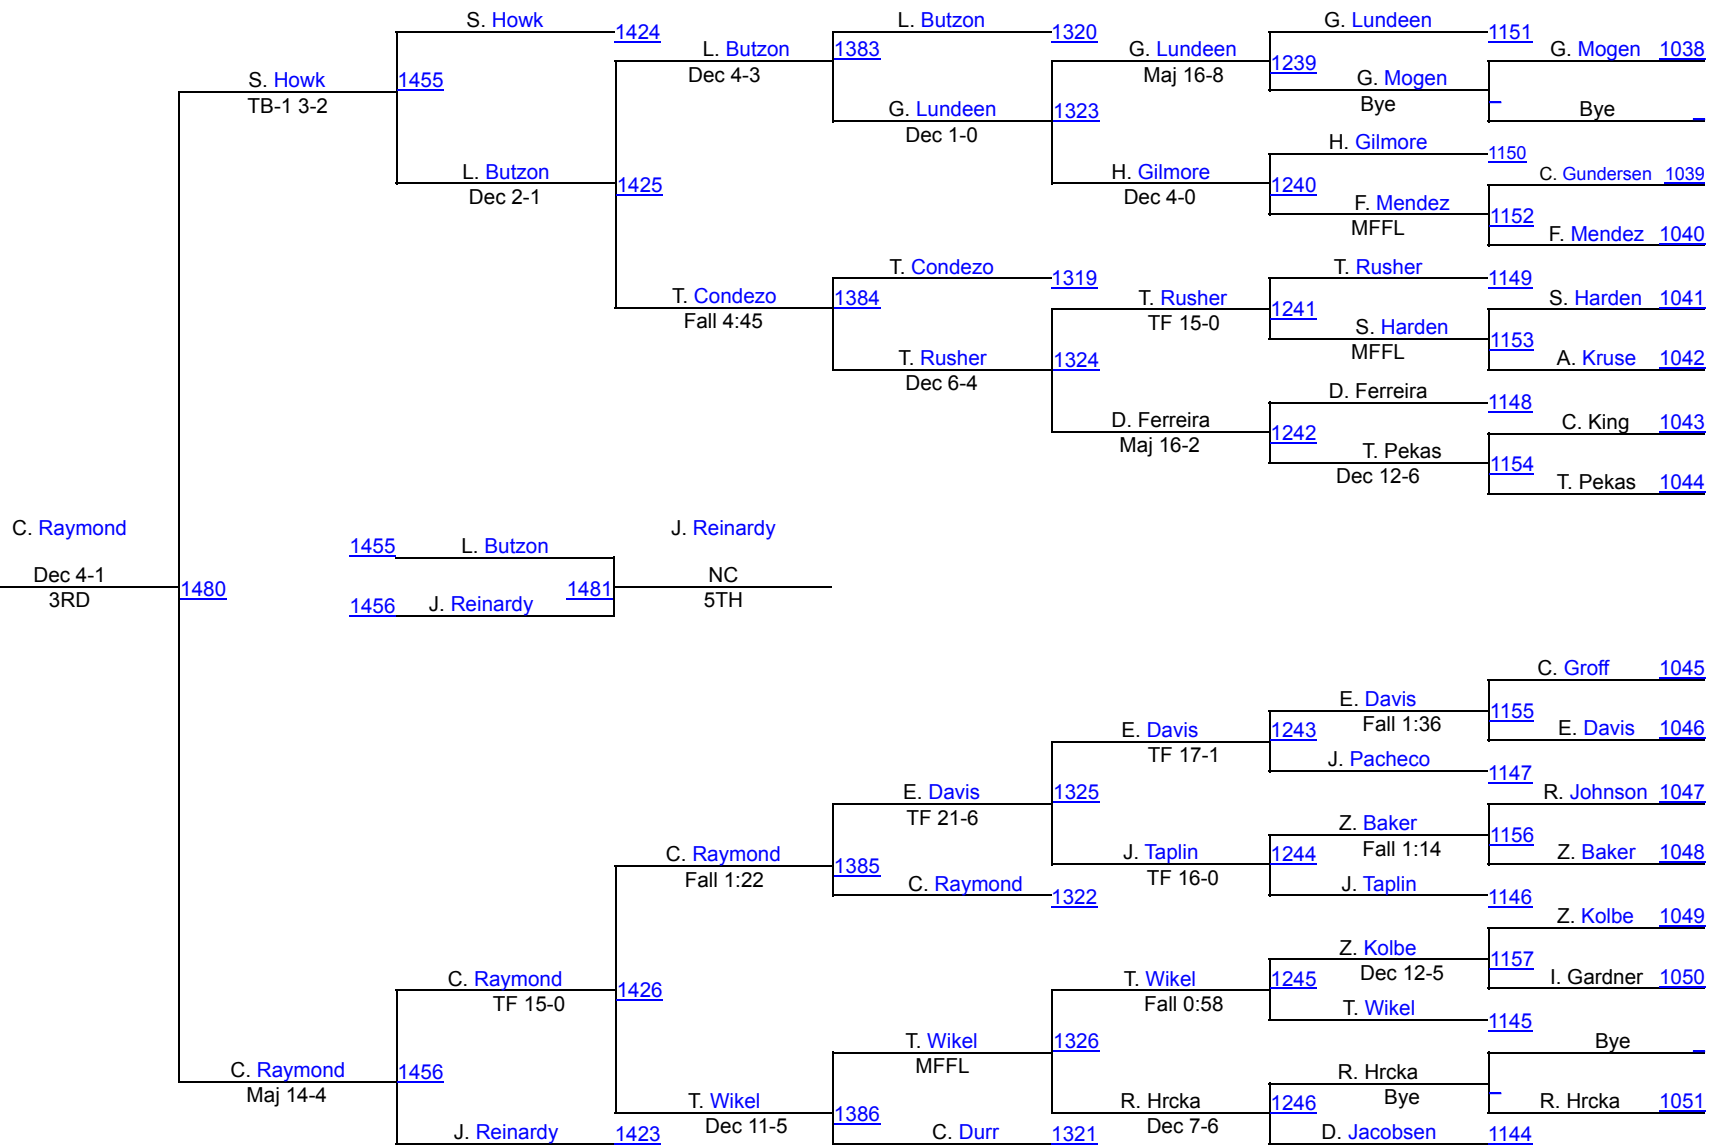 S. Howk
1424
L. Butzon
1320
G. Lundeen
1151
G. Mogen 1038
L. Butzon
Dec 4-3
1383
G. Lundeen
Maj 16-8
1239
S. Howk
TB-1 3-2
1455
G. Mogen
Bye
G. Lundeen
Dec 1-0
1323
Bye
H. Gilmore
1150
L. Butzon
Dec 2-1
1425
H. Gilmore
Dec 4-0
1240
C. Gundersen 1039
F. Mendez
MFFL
1152
F. Mendez 1040
T. Condezo
1319
T. Rusher
1149
T. Condezo
Fall 4:45
1384
T. Rusher
TF 15-0
1241
S. Harden 1041
S. Harden
MFFL
1153
T. Rusher
Dec 6-4
1324
A. Kruse 1042
D. Ferreira
1148
D. Ferreira
Maj 16-2
1242
C. King 1043
T. Pekas
Dec 12-6
1154
T. Pekas 1044
C. Raymond
J. Reinardy
1455 L. Butzon
Dec 4-1
3RD
1480
1481
NC
5TH
1456 J. Reinardy
C. Groff 1045
E. Davis
Fall 1:36
1155
E. Davis
TF 17-1
1243
E. Davis 1046
J. Pacheco
1147
E. Davis
TF 21-6
1325
R. Johnson 1047
Z. Baker
Fall 1:14
1156
C. Raymond
Fall 1:22
1385
J. Taplin
TF 16-0
1244
Z. Baker 1048
C. Raymond
1322
J. Taplin
1146
Z. Kolbe 1049
Z. Kolbe
Dec 12-5
1157
C. Raymond
TF 15-0
1426
T. Wikel
Fall 0:58
1245
I. Gardner 1050
T. Wikel
1145
T. Wikel
MFFL
1326
Bye
C. Raymond
Maj 14-4
1456
R. Hrcka
Bye
T. Wikel
Dec 11-5
1386
R. Hrcka
Dec 7-6
1246
R. Hrcka 1051
J. Reinardy
1423
C. Durr
1321
D. Jacobsen
1144